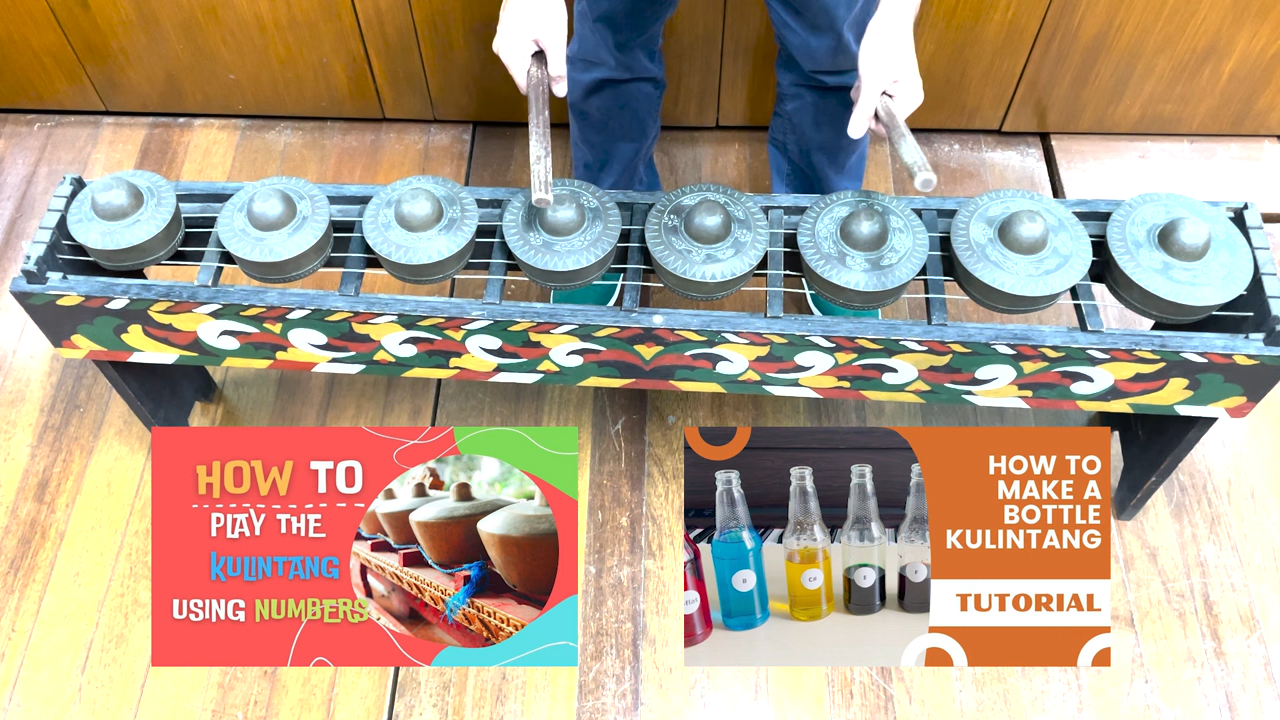 HOW TO
PLAY THE
KULINTANG
USING NUMBERS
HOW TO
MAKE A
BOTTLE
KULINTANG
TUTORIAL
B
C#
E